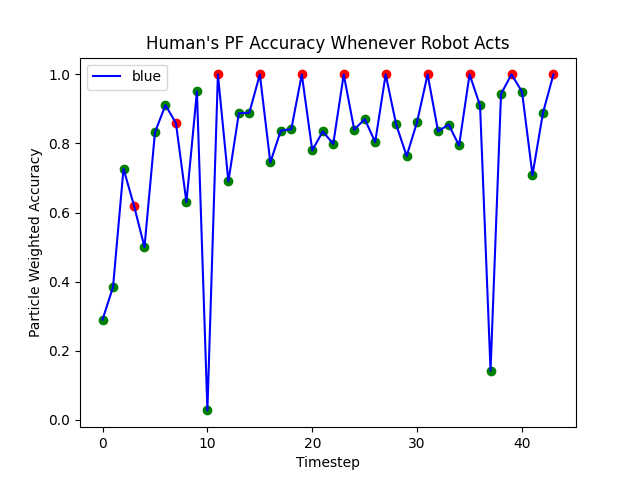 Human's PF Accuracy Whenever Robot Acts
blue
1.0
0.8
0.6
0.4
0.2
0.0
Particle Weighted Accuracy
0 10 20 30 40
Timestep